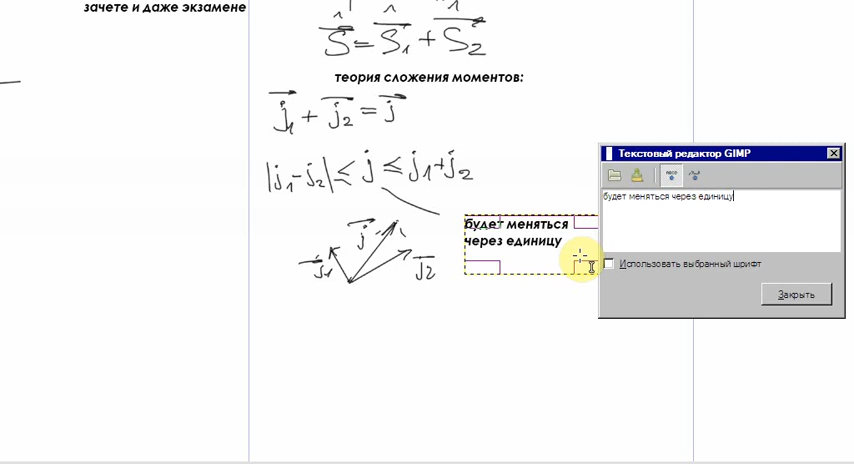 зачете и даже экзамене
S = S₁ + S₂
теория сложения моментов:
j₁ + j₂ = j
|j₁-j₂| ≤ j ≤ j₁+j₂
будет меняться
через единицу
j
j₁
j₂
Текстовый редактор GIMP
будет меняться через единицу
Использовать выбранный шрифт
Закрыть